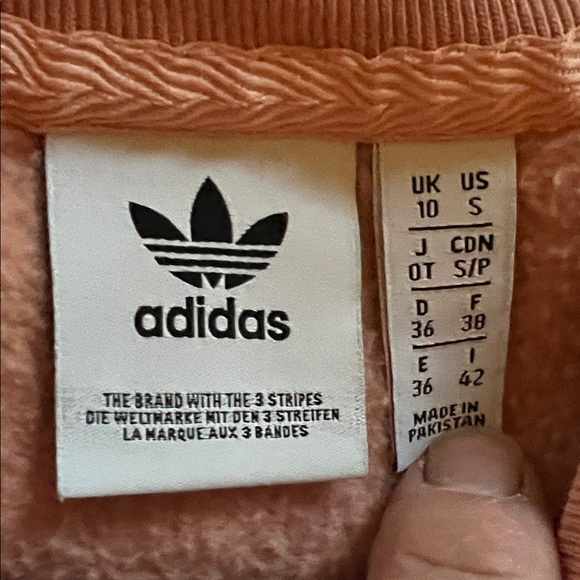 adidas
THE BRAND WITH THE 3 STRIPES
DIE WELTMARKE MIT DEN 3 STREIFEN
LA MARQUE AUX 3 BANDES
UK US
10 S
J CDN
OT S/P
D F
36 38
E I
36 42
MADE IN
PAKISTAN